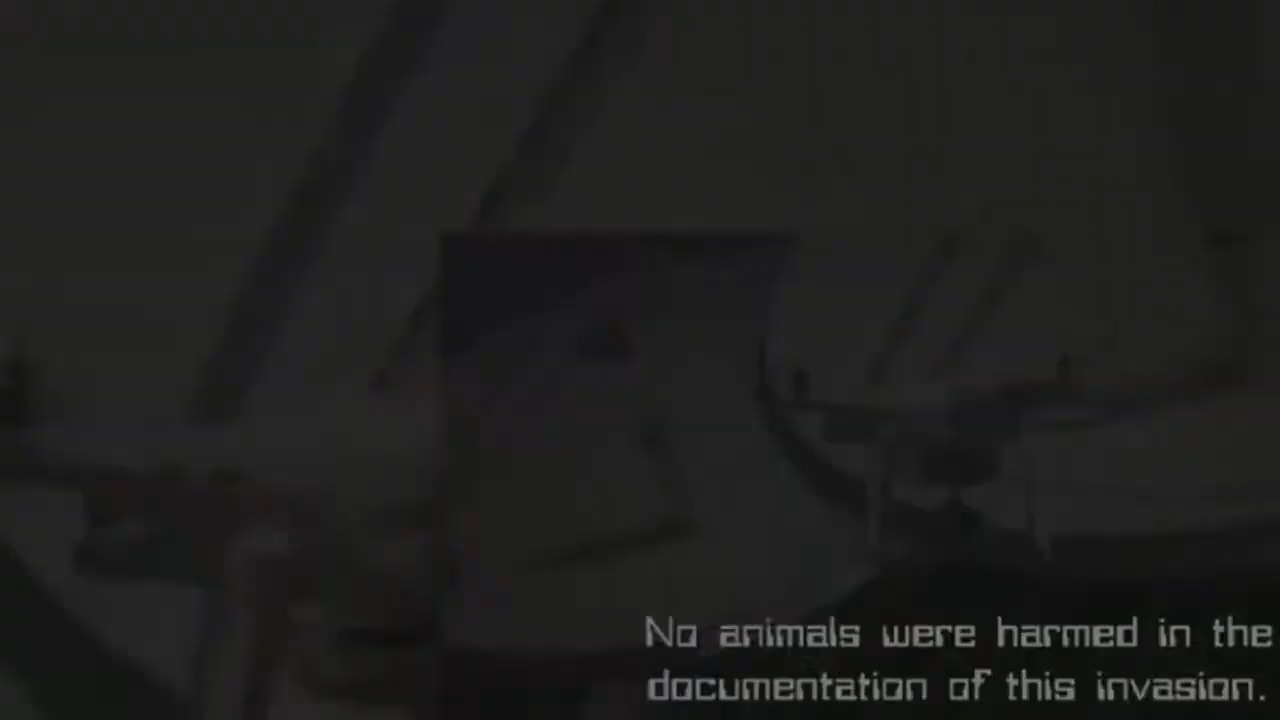 No animals were harmed in the
documentation of this invasion.